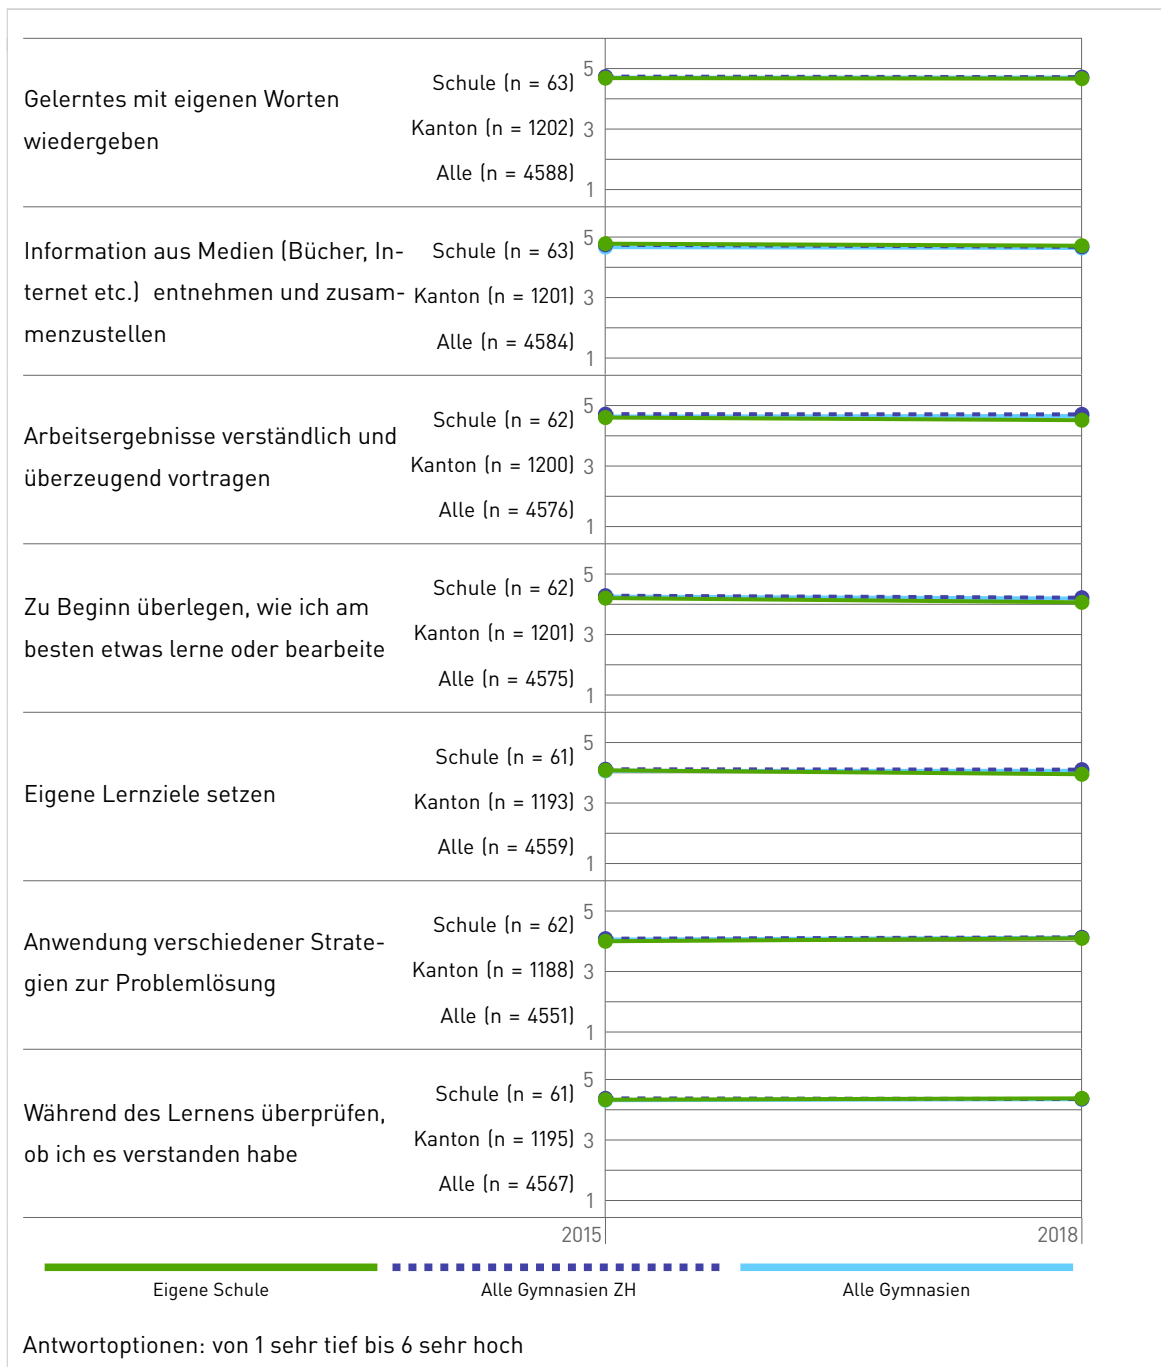 Gelerntes mit eigenen Worten
wiedergeben
Schule (n = 63)
Kanton (n = 1202)
Alle (n = 4588)
5
3
1
Information aus Medien (Bücher, In-
ternet etc.)  entnehmen und zusam-
menzustellen
Schule (n = 63)
Kanton (n = 1201)
Alle (n = 4584)
5
3
1
Arbeitsergebnisse verständlich und
überzeugend vortragen
Schule (n = 62)
Kanton (n = 1200)
Alle (n = 4576)
5
3
1
Zu Beginn überlegen, wie ich am
besten etwas lerne oder bearbeite
Schule (n = 62)
Kanton (n = 1201)
Alle (n = 4575)
5
3
1
Eigene Lernziele setzen
Schule (n = 61)
Kanton (n = 1193)
Alle (n = 4559)
5
3
1
Anwendung verschiedener Strate-
gien zur Problemlösung
Schule (n = 62)
Kanton (n = 1188)
Alle (n = 4551)
5
3
1
Während des Lernens überprüfen,
ob ich es verstanden habe
Schule (n = 61)
Kanton (n = 1195)
Alle (n = 4567)
5
3
1
2015 2018
Eigene Schule Alle Gymnasien ZH Alle Gymnasien
Antwortoptionen: von 1 sehr tief bis 6 sehr hoch